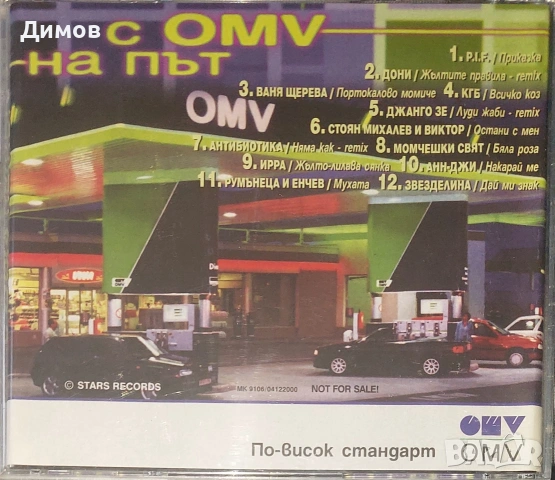 Димов
с OMV
на път
1. P.I.F. / Приказка
2. ДОНИ / Жълтите правила - remix
3. ВАНЯ ЩЕРЕВА / Портокалово момиче 4. КГБ / Всичко коз
5. ДЖАНГО ЗЕ / Луди жаби - remix
OMV
6. СТОЯН МИХАЛЕВ И ВИКТОР / Остани с мен
7. АНТИБИОТИКА / Няма как - remix 8. МОМЧЕШКИ СВЯТ / Бяла роза
9. ИРРА / Жълто-лилава сянка 10. АНН-ДЖИ / Накарай ме
11. РУМЪНЕЦА И ЕНЧЕВ / Мухата 12. ЗВЕЗДЕЛИНА / Дай ми знак
© STARS RECORDS
МК 9106/04122000 NOT FOR SALE!
OMV
По-висок стандарт OMV